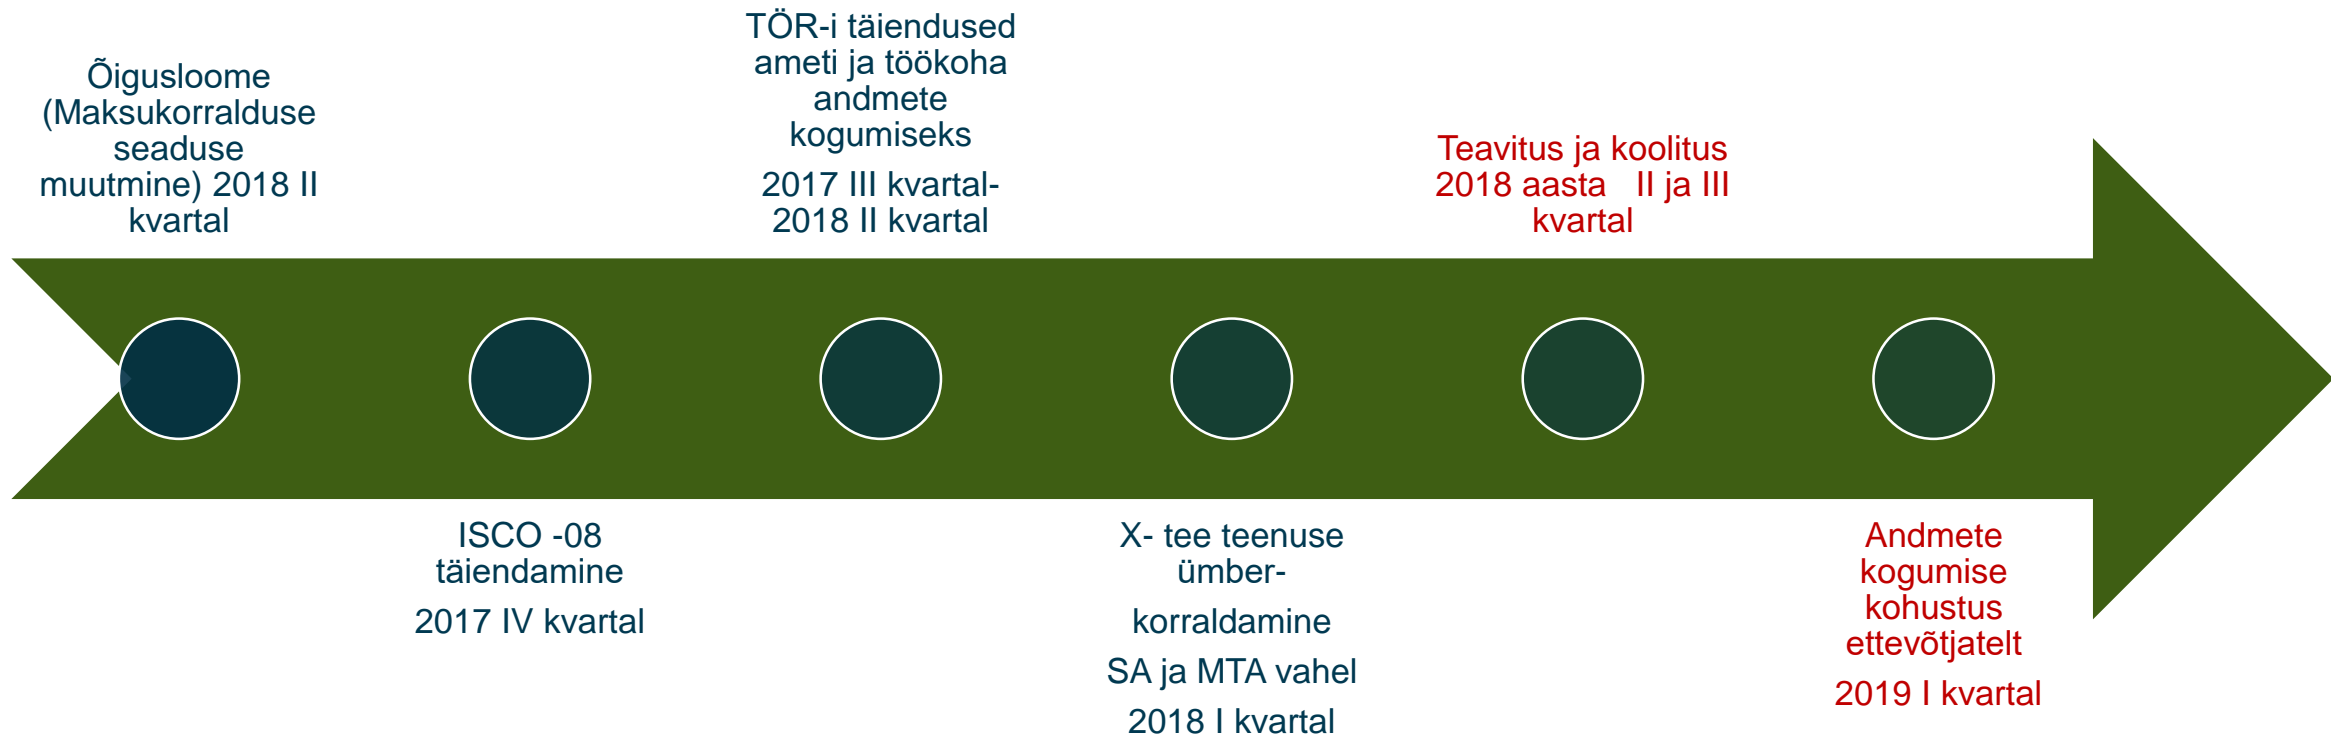 Õigusloome
(Maksukorralduse
seaduse
muutmine) 2018 II
kvartal
ISCO -08
täiendamine
2017 IV kvartal
TÖR-i täiendused
ameti ja töökoha
andmete
kogumiseks
2017 III kvartal-
2018 II kvartal
X- tee teenuse
ümber-
korraldamine
SA ja MTA vahel
2018 I kvartal
Teavitus ja koolitus
2018 aasta   II ja III
kvartal
Andmete
kogumise
kohustus
ettevõtjatelt
2019 I kvartal